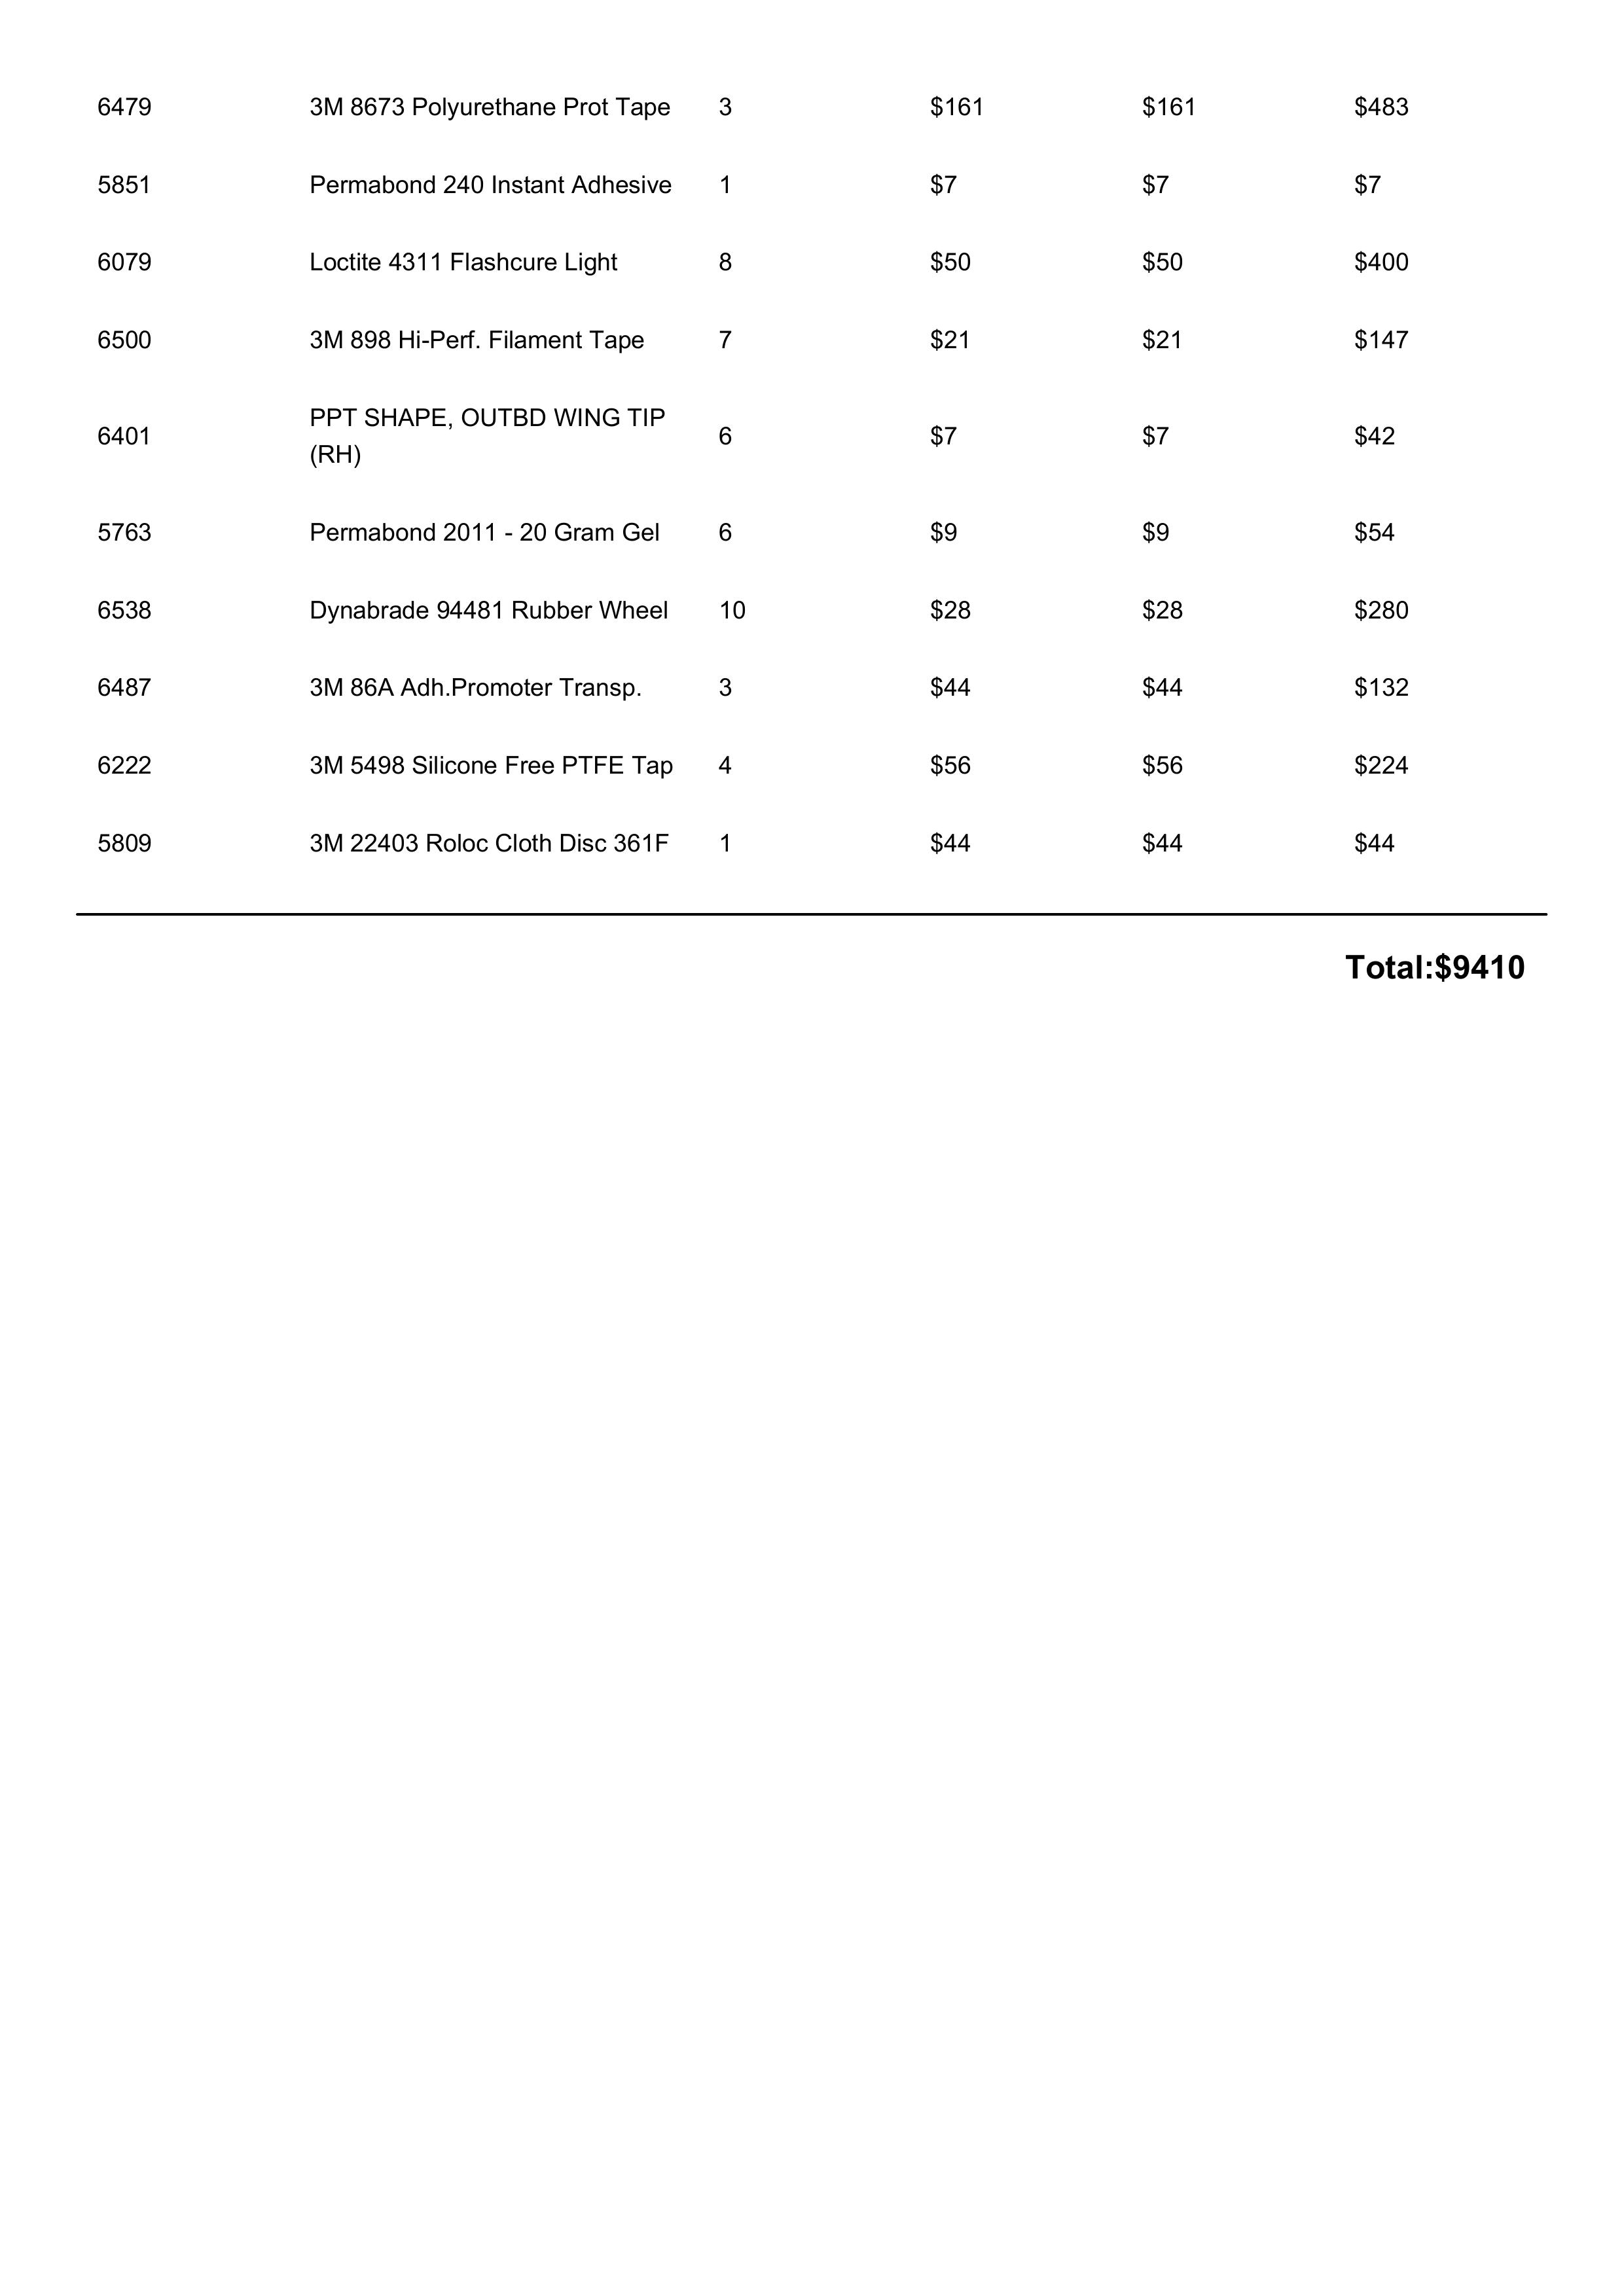 6479 3M 8673 Polyurethane Prot Tape 3 $161 $161 $483
5851 Permabond 240 Instant Adhesive 1 $7 $7 $7
6079 Loctite 4311 Flashcure Light 8 $50 $50 $400
6500 3M 898 Hi-Perf. Filament Tape 7 $21 $21 $147
6401 PPT SHAPE, OUTBD WING TIP 6 $7 $7 $42
(RH)
5763 Permabond 2011 - 20 Gram Gel 6 $9 $9 $54
6538 Dynabrade 94481 Rubber Wheel 10 $28 $28 $280
6487 3M 86A Adh.Promoter Transp. 3 $44 $44 $132
6222 3M 5498 Silicone Free PTFE Tap 4 $56 $56 $224
5809 3M 22403 Roloc Cloth Disc 361F 1 $44 $44 $44
Total:$9410